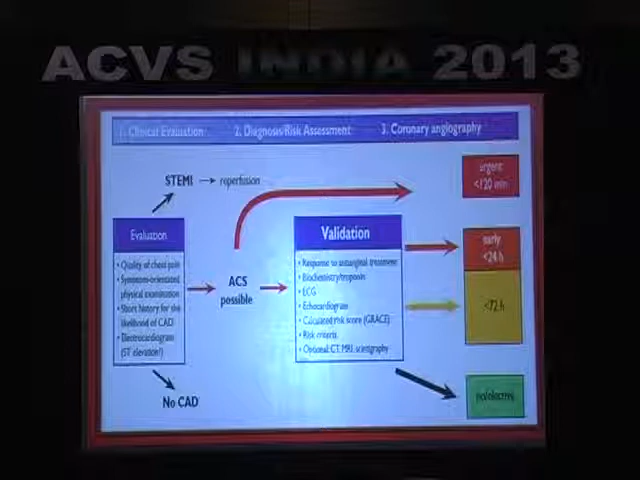 ACVS INDIA 2013
1. Clinical Evaluation 2. Diagnosis/Risk Assessment 3. Coronary angiography
STEMI → reperfusion
urgent
<120 min
Evaluation
• Quality of chest pain
• Symptom-orientated
physical examination
• Short history for the
likelihood of CAD
• Electrocardiogram
(ST elevation?)
ACS
possible
Validation
• Response to antianginal treatment
• Biochemistry/troponin
• ECG
• Echocardiogram
• Calculated risk score (GRACE)
• Risk criteria
• Optional: CT, MRI, scintigraphy
early
<24 h
<72 h
No CAD
no/elective